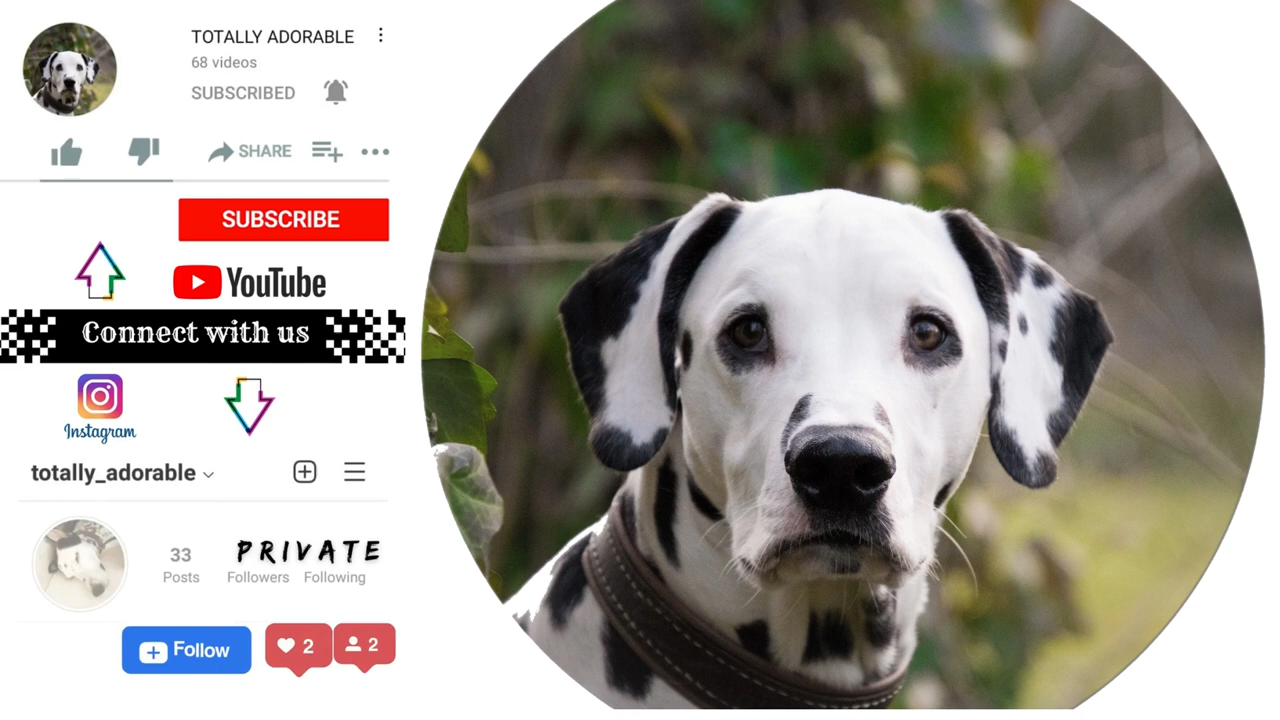 TOTALLY ADORABLE
68 videos
SUBSCRIBED
SHARE
SUBSCRIBE
YouTube
Connect with us
Instagram
totally_adorable
33
PRIVATE
Posts Followers Following
Follow
2 2